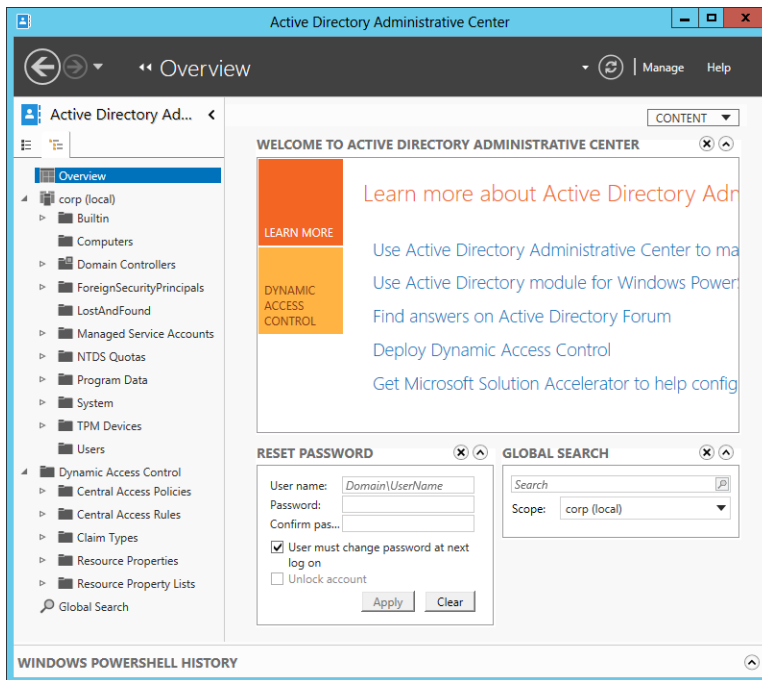 Active Directory Administrative Center
Overview
Manage
Help
Active Directory Ad...
CONTENT
Overview
corp (local)
Builtin
Computers
Domain Controllers
ForeignSecurityPrincipals
LostAndFound
Managed Service Accounts
NTDS Quotas
Program Data
System
TPM Devices
Users
Dynamic Access Control
Central Access Policies
Central Access Rules
Claim Types
Resource Properties
Resource Property Lists
Global Search
WELCOME TO ACTIVE DIRECTORY ADMINISTRATIVE CENTER
LEARN MORE
DYNAMIC
ACCESS
CONTROL
Learn more about Active Directory Adr
Use Active Directory Administrative Center to ma
Use Active Directory module for Windows PowerS
Find answers on Active Directory Forum
Deploy Dynamic Access Control
Get Microsoft Solution Accelerator to help config
RESET PASSWORD
User name:
Domain\UserName
Password:
Confirm pas...
User must change password at next
log on
Unlock account
Apply
Clear
GLOBAL SEARCH
Search
Scope:
corp (local)
WINDOWS POWERSHELL HISTORY